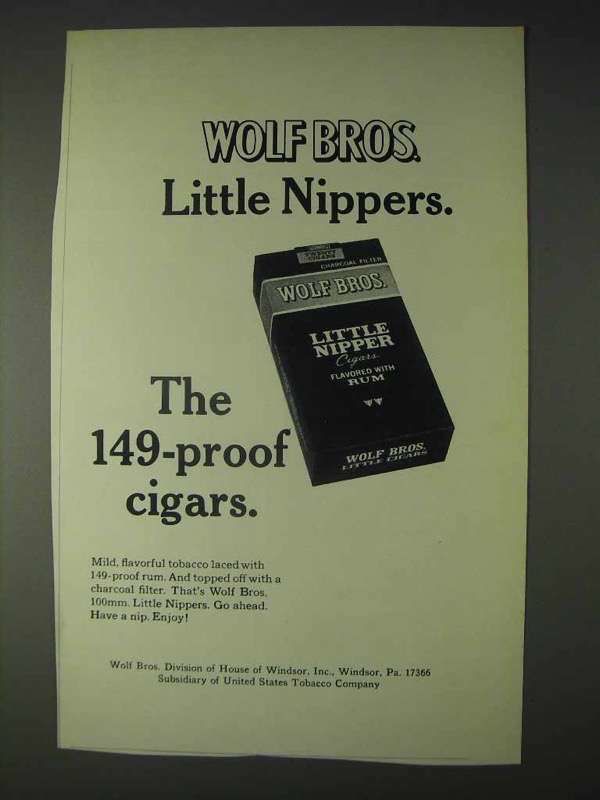 WOLF BROS.
Little Nippers.
CHARCOAL FILTER
WOLF BROS.
LITTLE
NIPPER
Cigars
FLAVORED WITH
RUM
WOLF BROS.
LITTLE CIGARS
The
149-proof
cigars.
Mild, flavorful tobacco laced with
149-proof rum. And topped off with a
charcoal filter. That's Wolf Bros.
100mm. Little Nippers. Go ahead.
Have a nip. Enjoy!
Wolf Bros. Division of House of Windsor, Inc., Windsor, Pa. 17366
Subsidiary of United States Tobacco Company